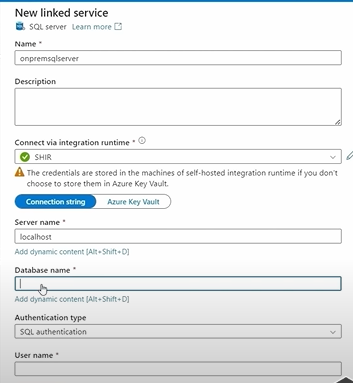 New linked service
SQL server Learn more
Name *
onpremsqlserver
Description
Connect via integration runtime *
SHIR
The credentials are stored in the machines of self-hosted integration runtime if you don't
choose to store them in Azure Key Vault.
Connection string Azure Key Vault
Server name *
localhost
Add dynamic content [Alt+Shift+D]
Database name *
Add dynamic content [Alt+Shift+D]
Authentication type
SQL authentication
User name *